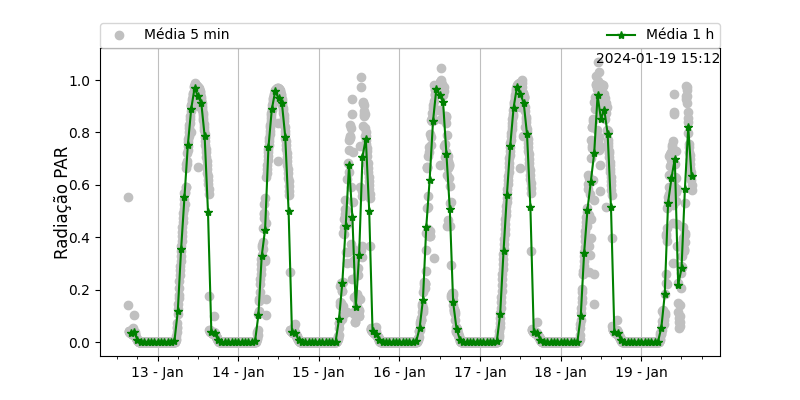 Média 5 min
Média 1 h
2024-01-19 15:12
Radiação PAR
1.0
0.8
0.6
0.4
0.2
0.0
13 - Jan
14 - Jan
15 - Jan
16 - Jan
17 - Jan
18 - Jan
19 - Jan